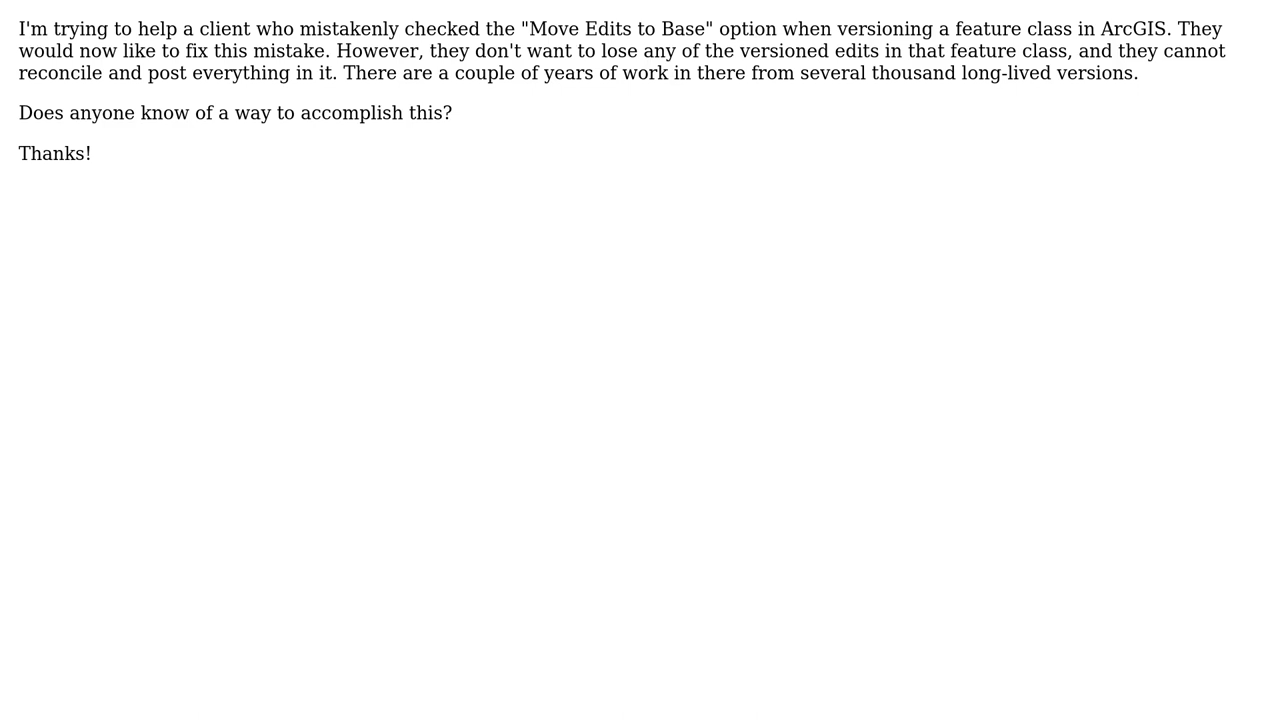 I'm trying to help a client who mistakenly checked the "Move Edits to Base" option when versioning a feature class in ArcGIS. They
would now like to fix this mistake. However, they don't want to lose any of the versioned edits in that feature class, and they cannot
reconcile and post everything in it. There are a couple of years of work in there from several thousand long-lived versions.
Does anyone know of a way to accomplish this?
Thanks!